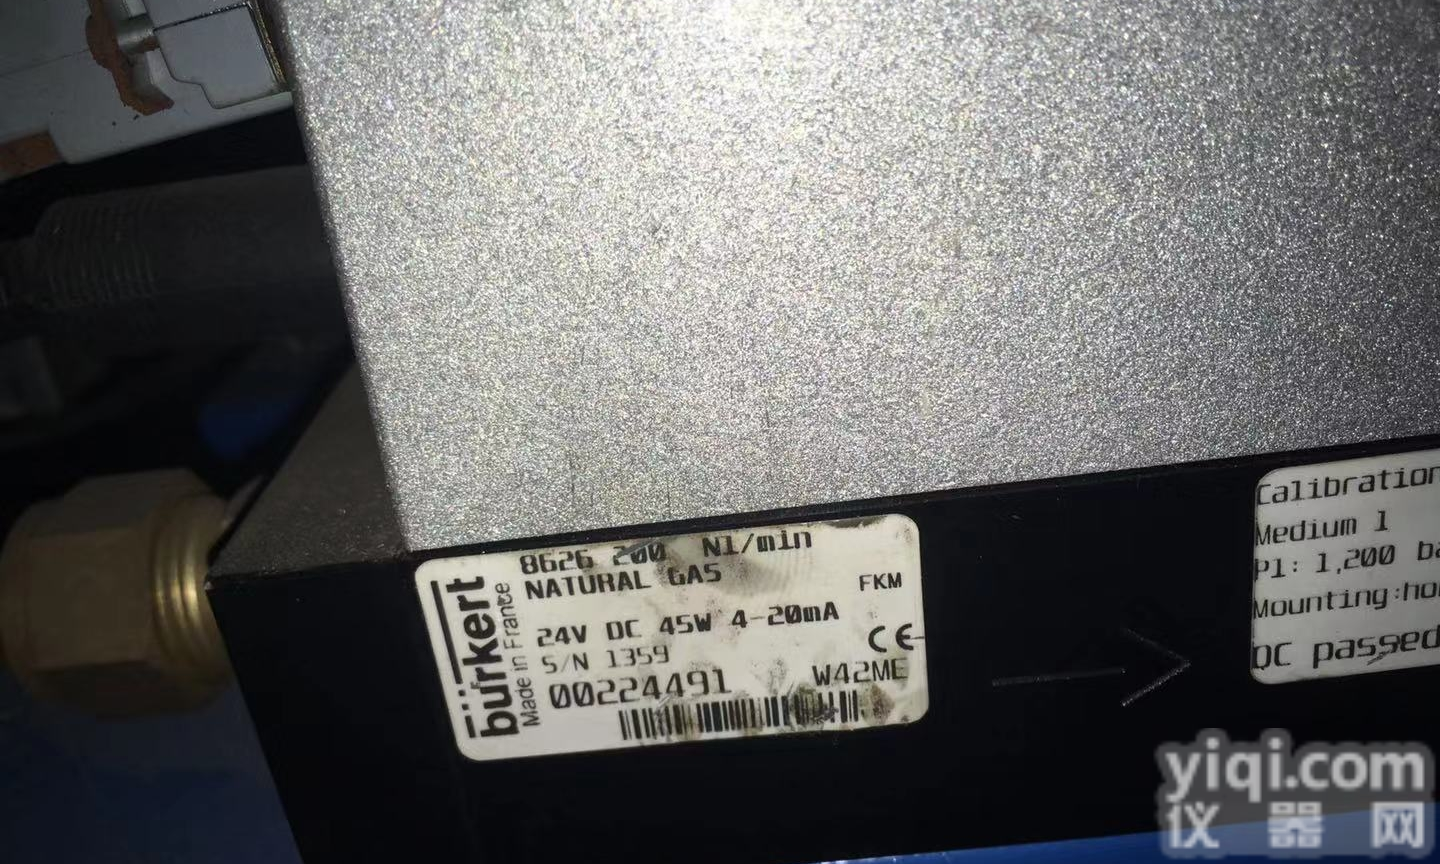 bürkert
Made in France
8626 200 Nl/min
NATURAL GAS
FKM
24V DC 45W 4-20mA
S/N 1359
CE
00224491
W42ME
Calibration
Medium 1
P1: 1,200 ba
Mounting:ho
QC passed
yiqi.com
仪器网